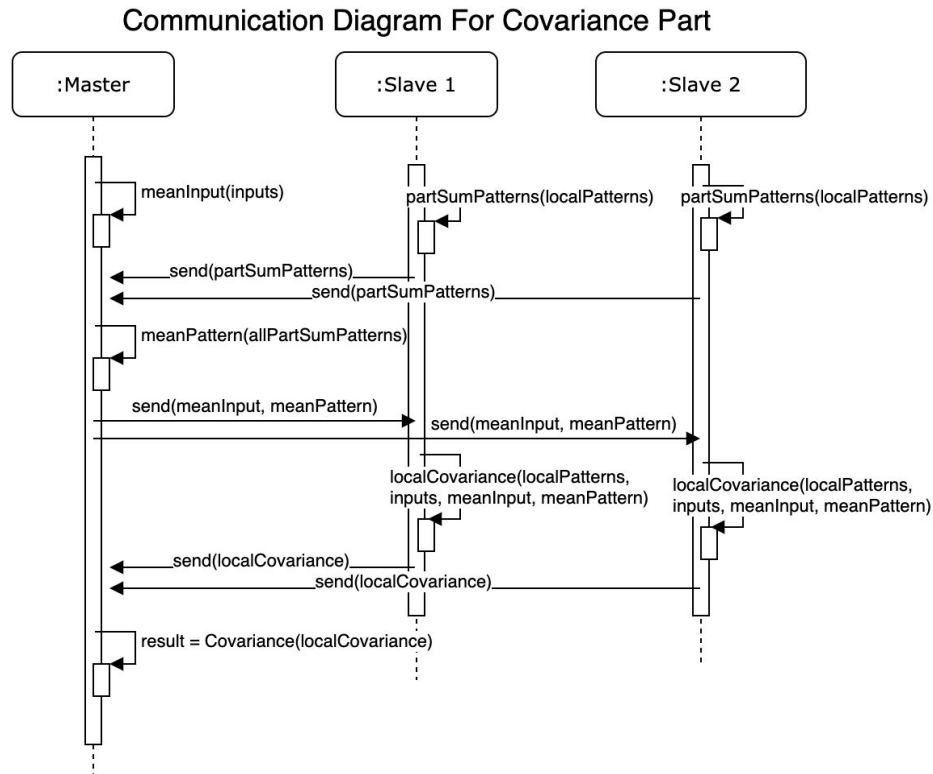 Communication Diagram For Covariance Part
:Master
:Slave 1
:Slave 2
meanInput(inputs)
partSumPatterns(localPatterns)
partSumPatterns(localPatterns)
send(partSumPatterns)
send(partSumPatterns)
meanPattern(allPartSumPatterns)
send(meanInput, meanPattern)
send(meanInput, meanPattern)
localCovariance(localPatterns,
inputs, meanInput, meanPattern)
localCovariance(localPatterns,
inputs, meanInput, meanPattern)
send(localCovariance)
send(localCovariance)
result = Covariance(localCovariance)